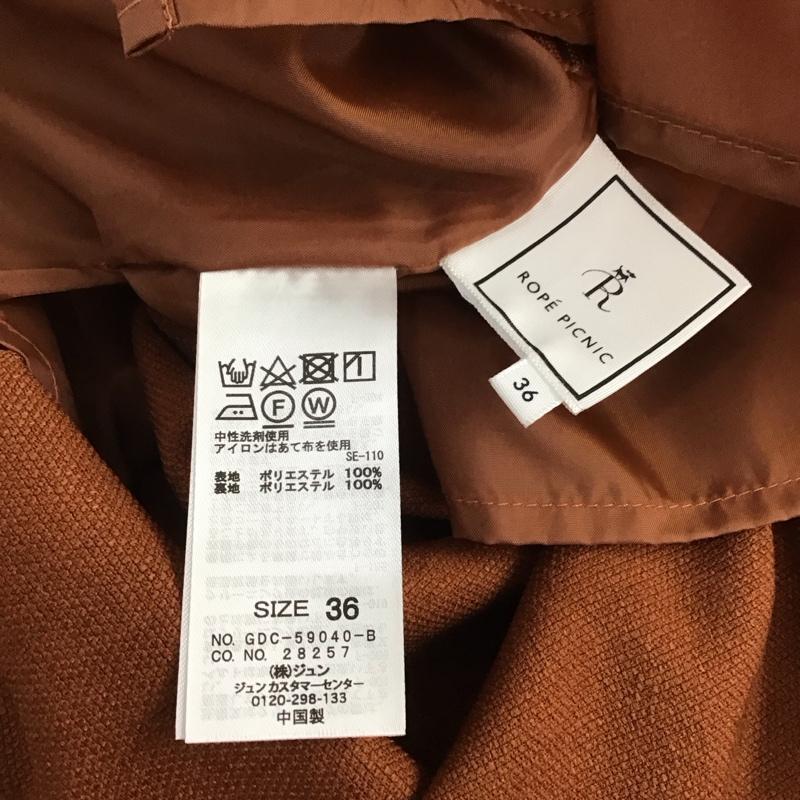 R
ROPÉ PICNIC
36
F W
中性洗剤使用
アイロンはあて布を使用
SE-110
表地 ポリエステル 100%
裏地 ポリエステル 100%
SIZE 36
NO. GDC-59040-B
CO. NO. 28257
(株)ジュン
ジュンカスタマーセンター
0120-298-133
中国製